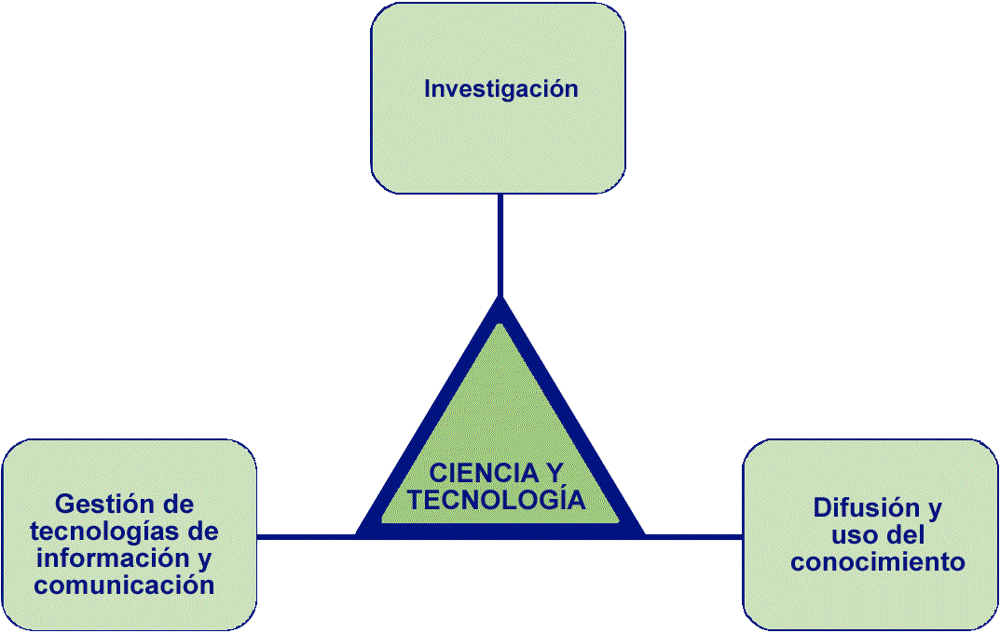 Investigación
CIENCIA Y
TECNOLOGÍA
Gestión de
tecnologías de
información y
comunicación
Difusión y
uso del
conocimiento